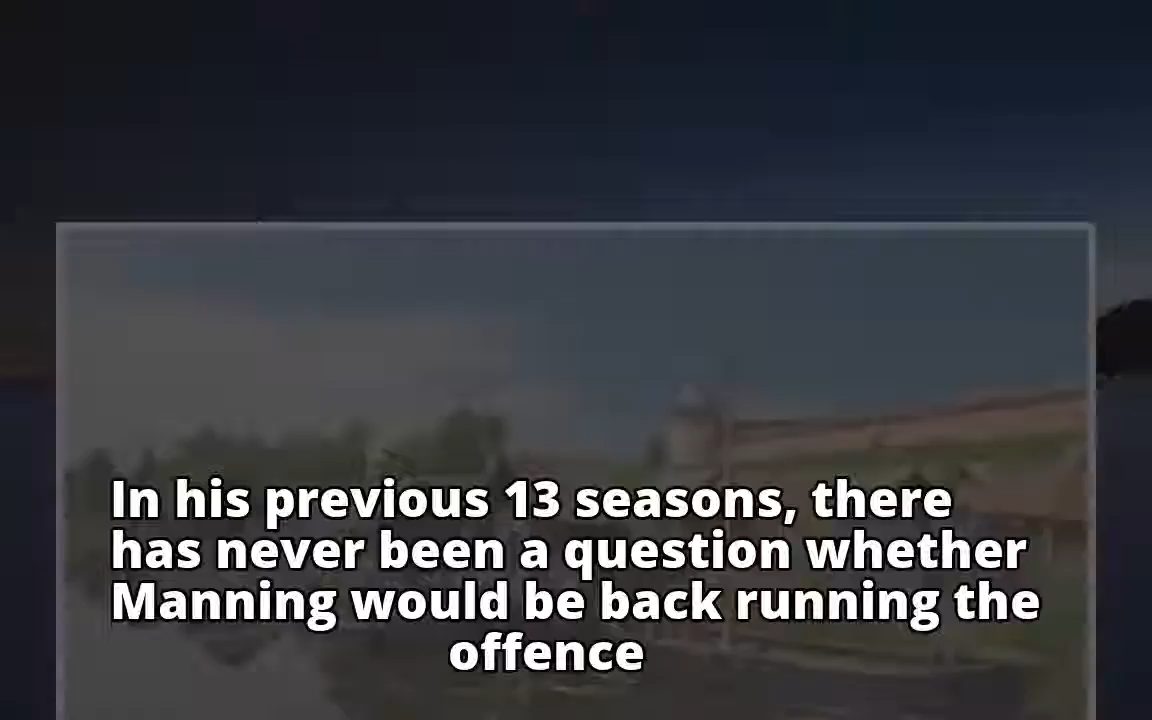 In his previous 13 seasons, there
has never been a question whether
Manning would be back running the
offence